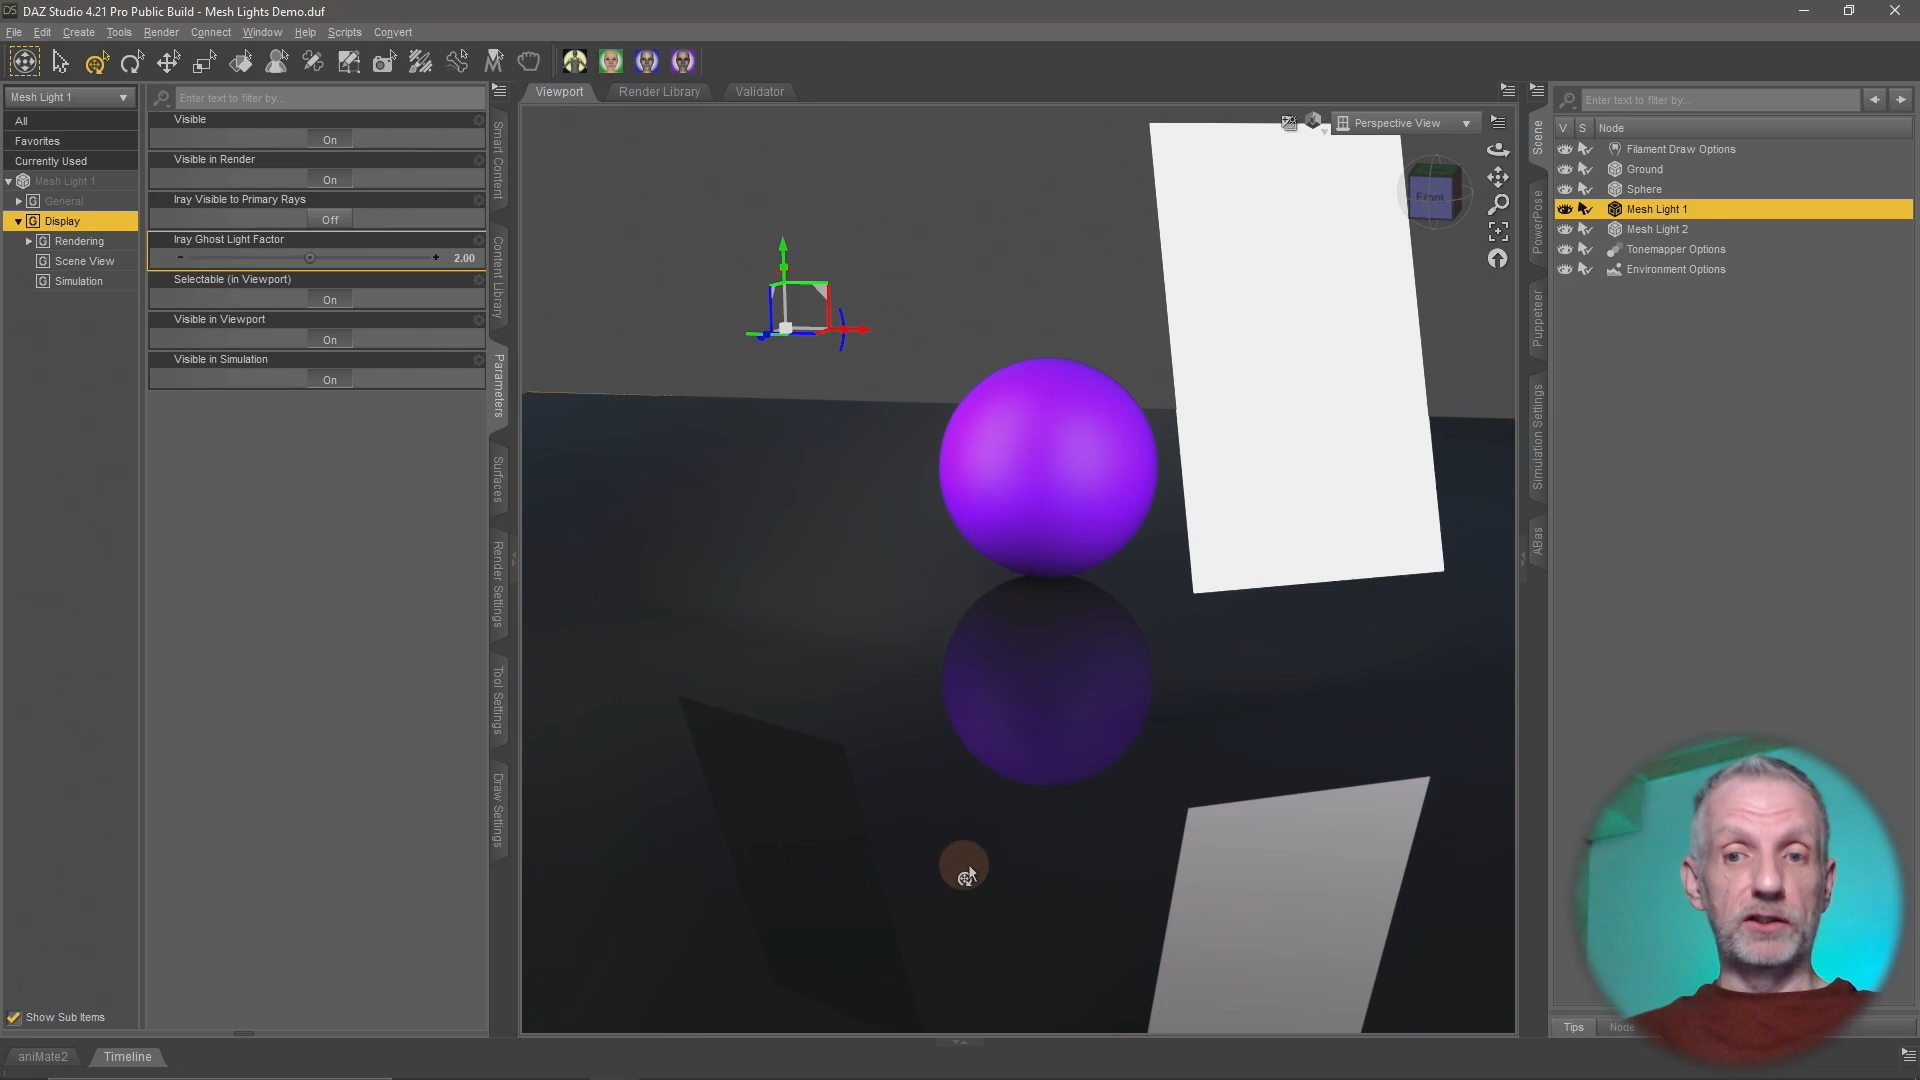 DAZ Studio 4.21 Pro Public Build - Mesh Lights Demo.duf
File Edit Create Tools Render Connect Window Help Scripts Convert
Mesh Light 1
All
Favorites
Currently Used
Mesh Light 1
General
Display
Rendering
Scene View
Simulation
Show Sub Items
Enter text to filter by...
Visible
On
Visible in Render
On
Iray Visible to Primary Rays
Off
Iray Ghost Light Factor
2.00
Selectable (in Viewport)
On
Visible in Viewport
On
Visible in Simulation
On
Smart Content
Content Library
Parameters
Surfaces
Render Settings
Tool Settings
Draw Settings
Viewport Render Library Validator
Perspective View
Front
Scene
PowerPose
Puppeteer
Simulation Settings
ABas
Enter text to filter by...
V S Node
Filament Draw Options
Ground
Sphere
Mesh Light 1
Mesh Light 2
Tonemapper Options
Environment Options
Tips Node
aniMate2 Timeline